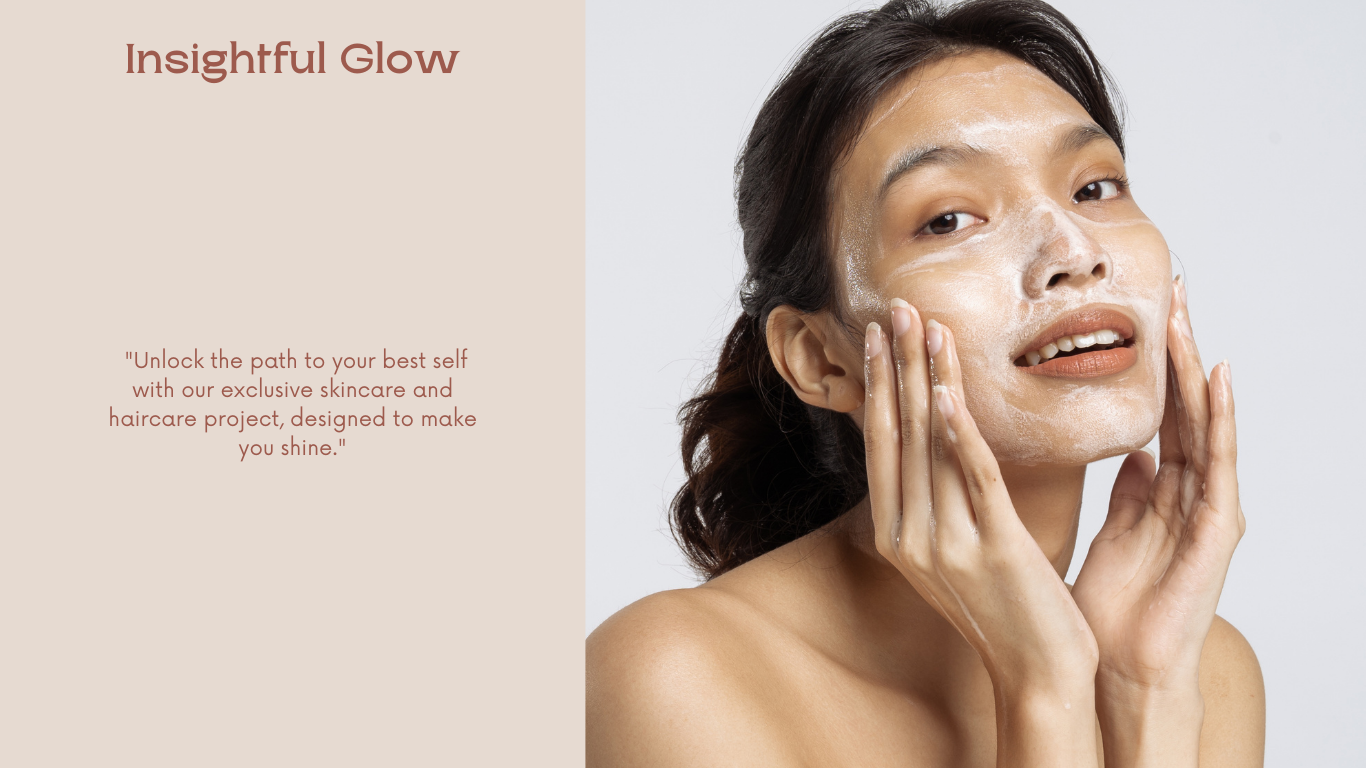 Insightful Glow
"Unlock the path to your best self
with our exclusive skincare and
haircare project, designed to make
you shine."